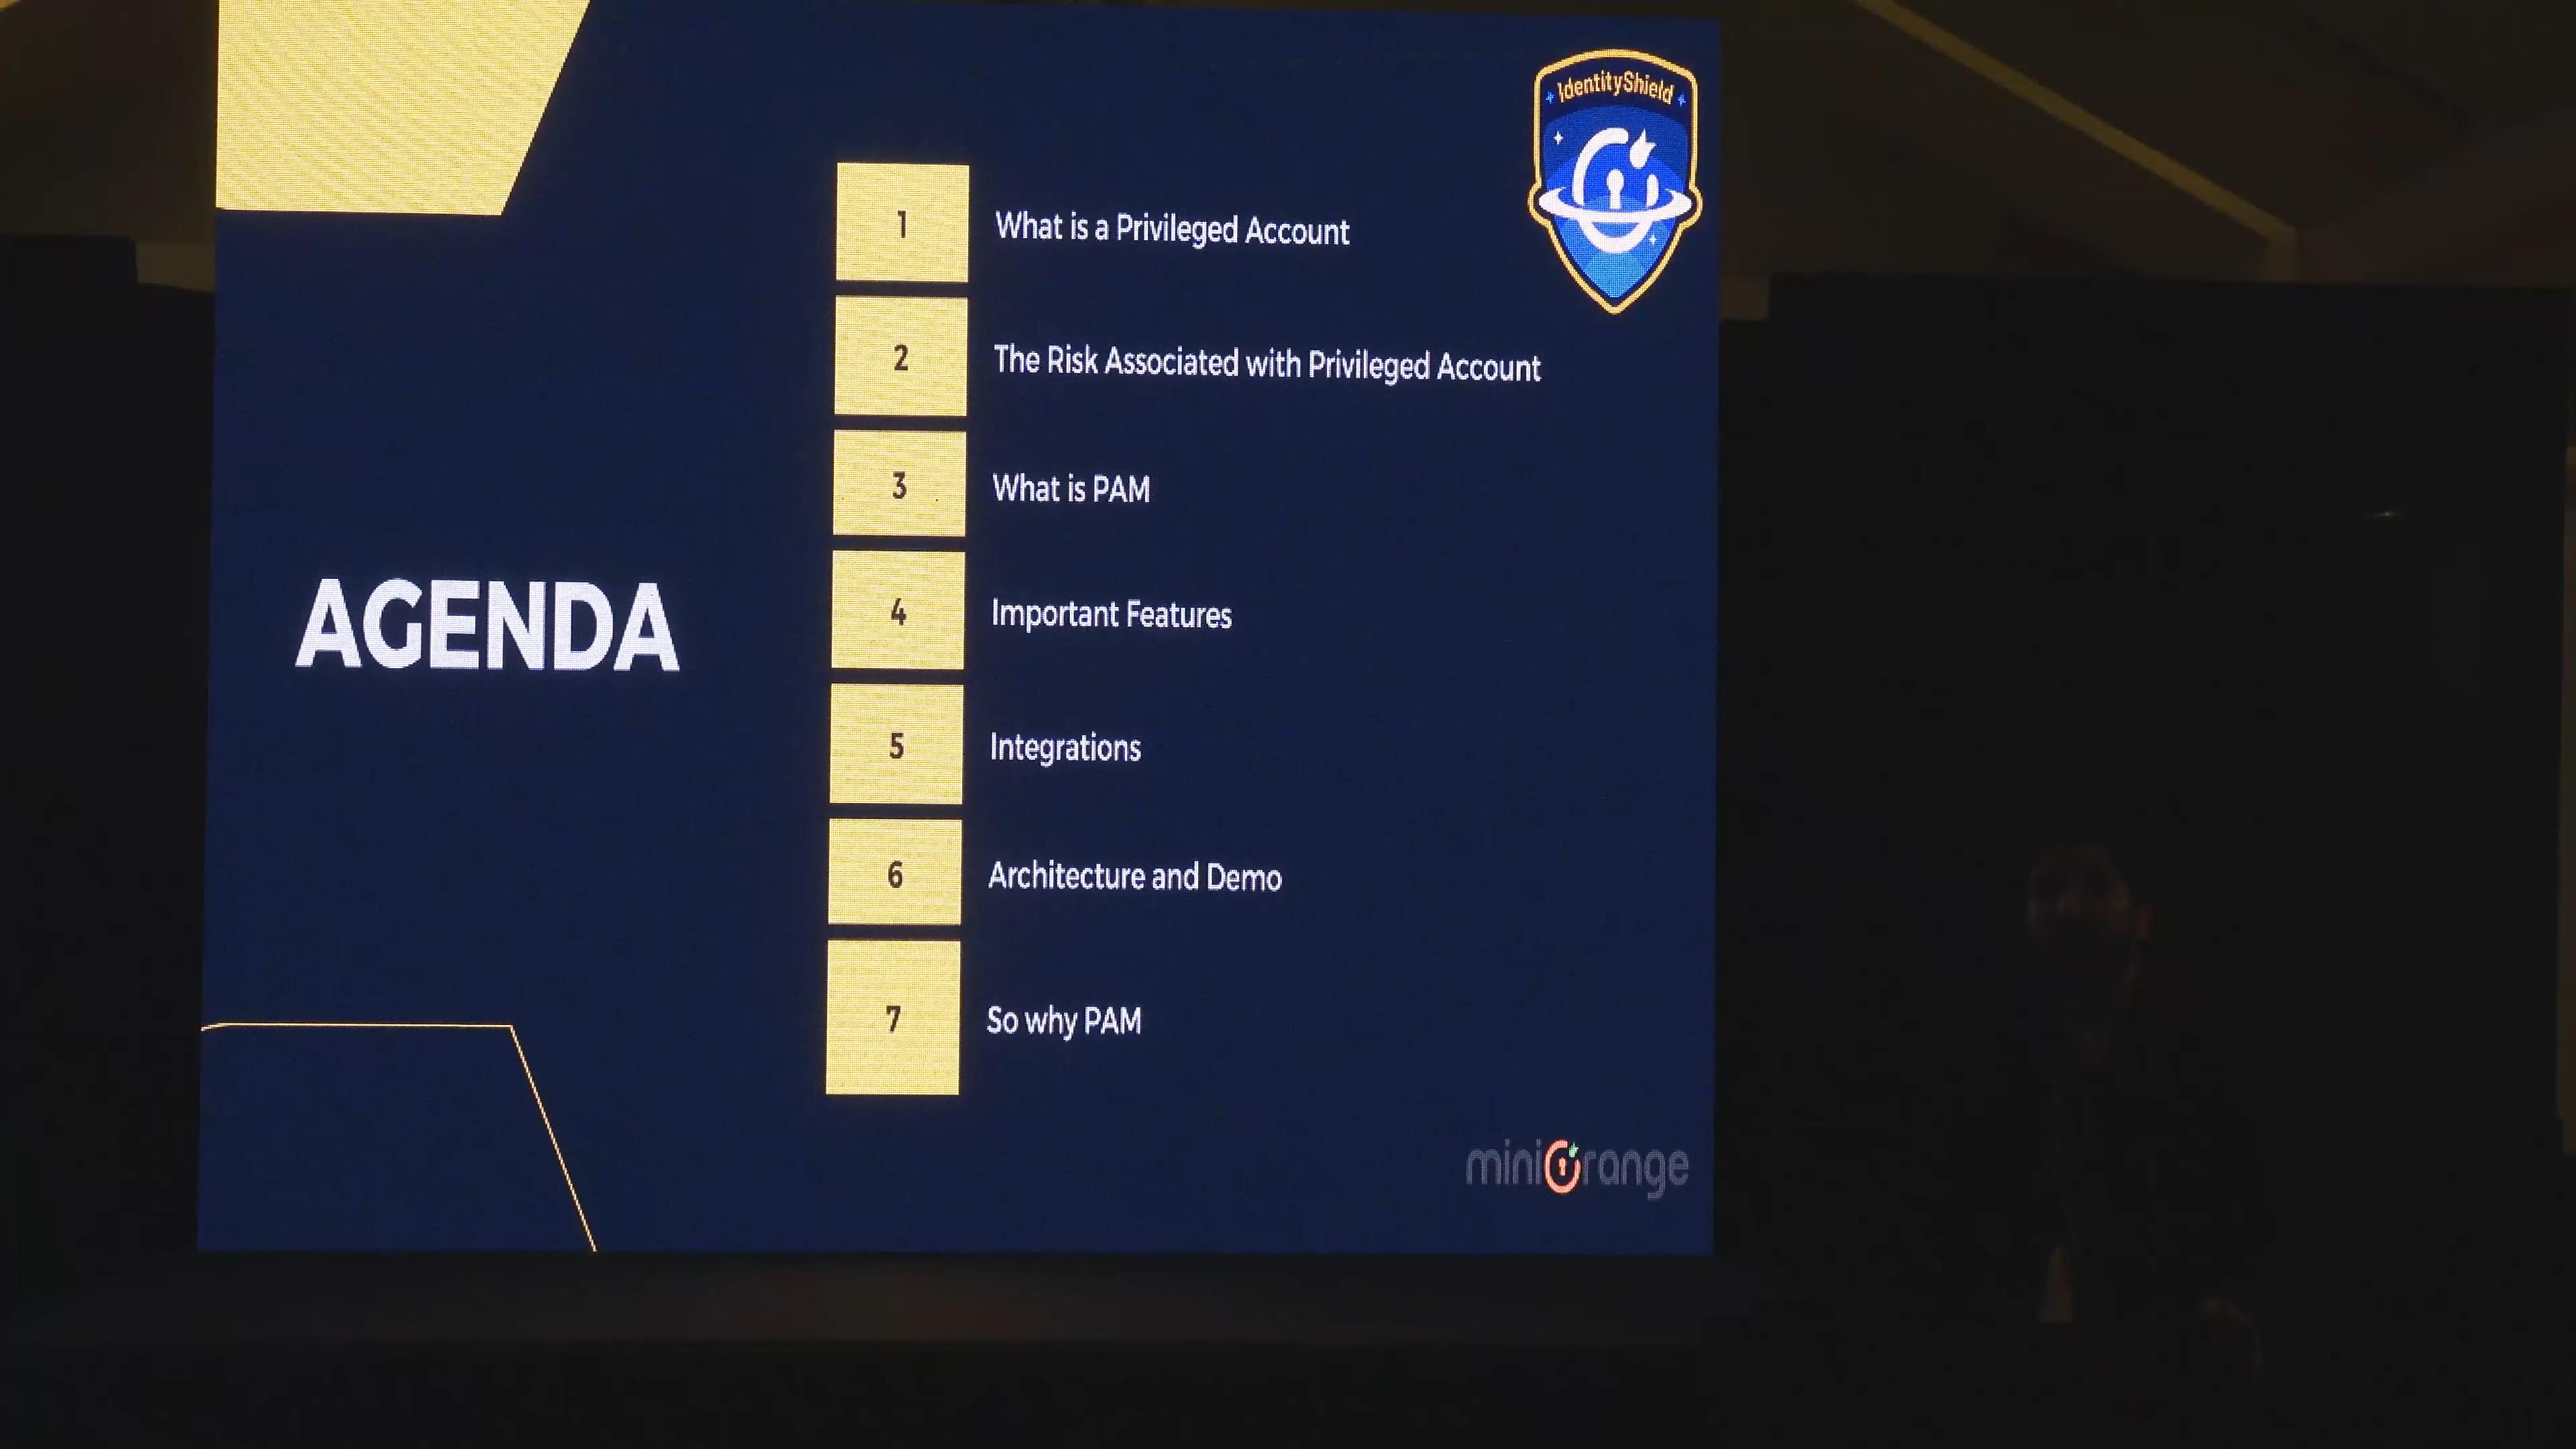 IdentityShield
AGENDA
1 What is a Privileged Account
2 The Risk Associated with Privileged Account
3 What is PAM
4 Important Features
5 Integrations
6 Architecture and Demo
7 So why PAM
miniOrange